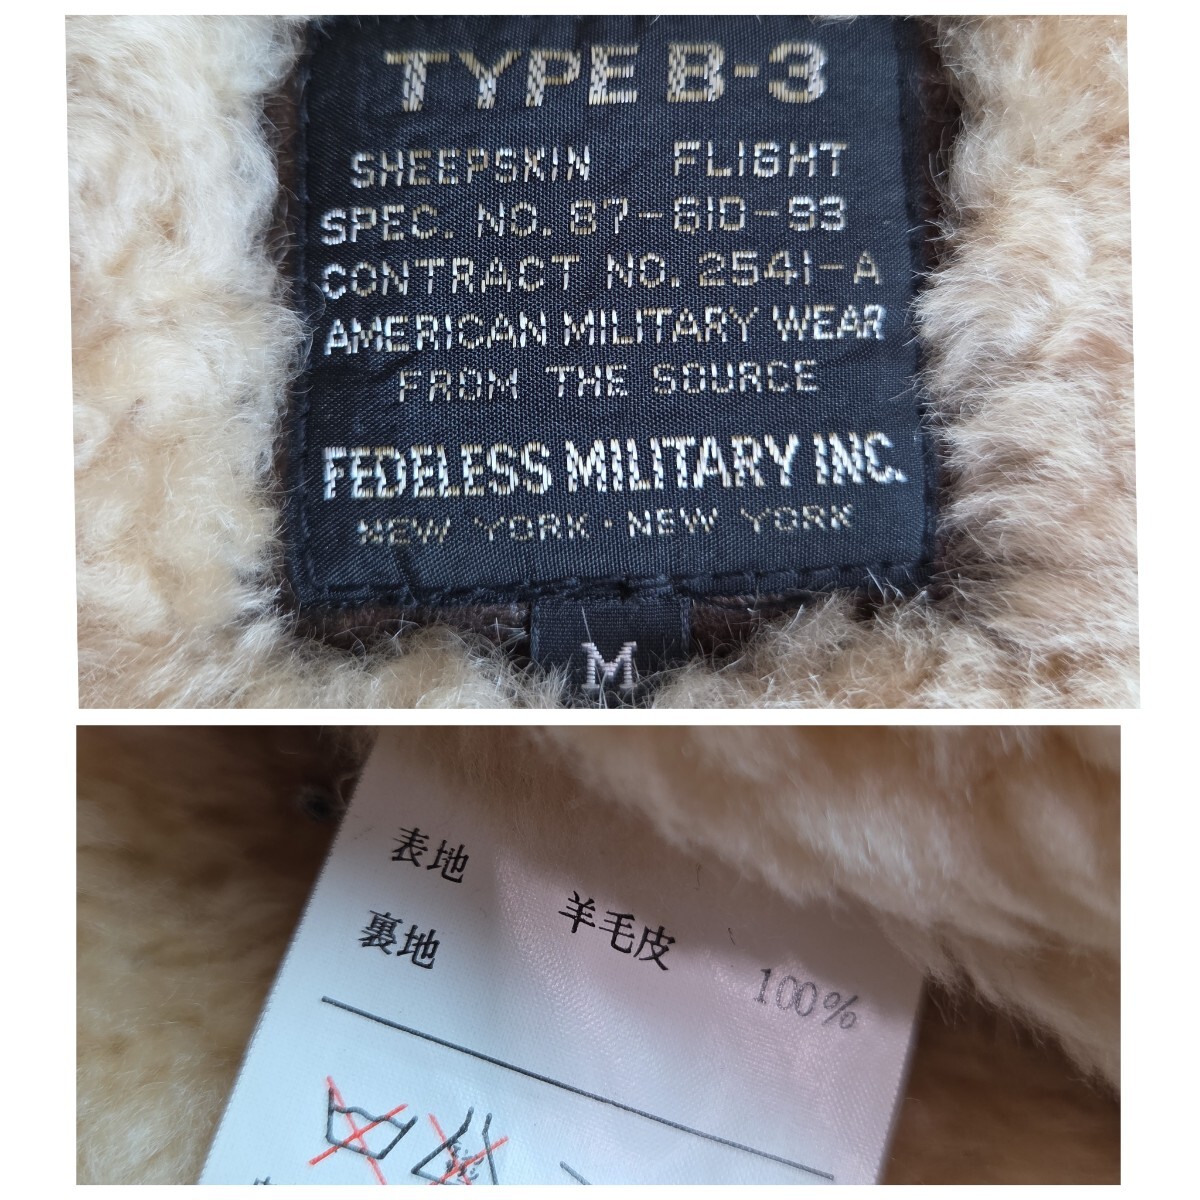 TYPE B-3
SHEEPSKIN FLIGHT
SPEC. NO. 87-610-93
CONTRACT NO. 2541-A
AMERICAN MILITARY WEAR
FROM THE SOURCE
FEDELESS MILITARY INC.
NEW YORK · NEW YORK
M
表地
裏地
羊毛皮 100%